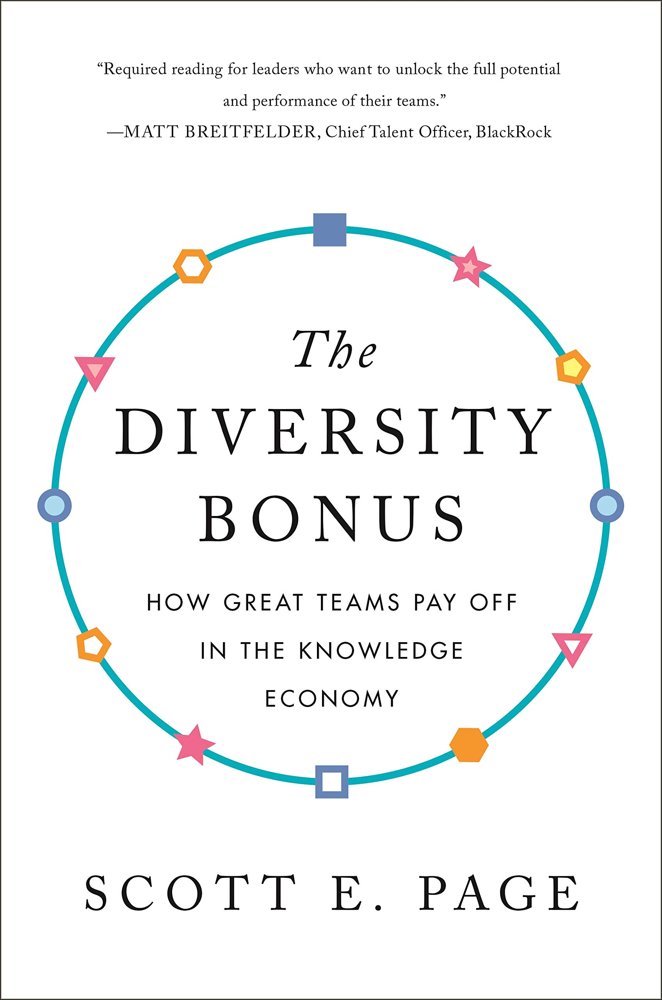 “Required reading for leaders who want to unlock the full potential
and performance of their teams.”
—MATT BREITFELDER, Chief Talent Officer, BlackRock
The
DIVERSITY
BONUS
HOW GREAT TEAMS PAY OFF
IN THE KNOWLEDGE
ECONOMY
SCOTT E. PAGE